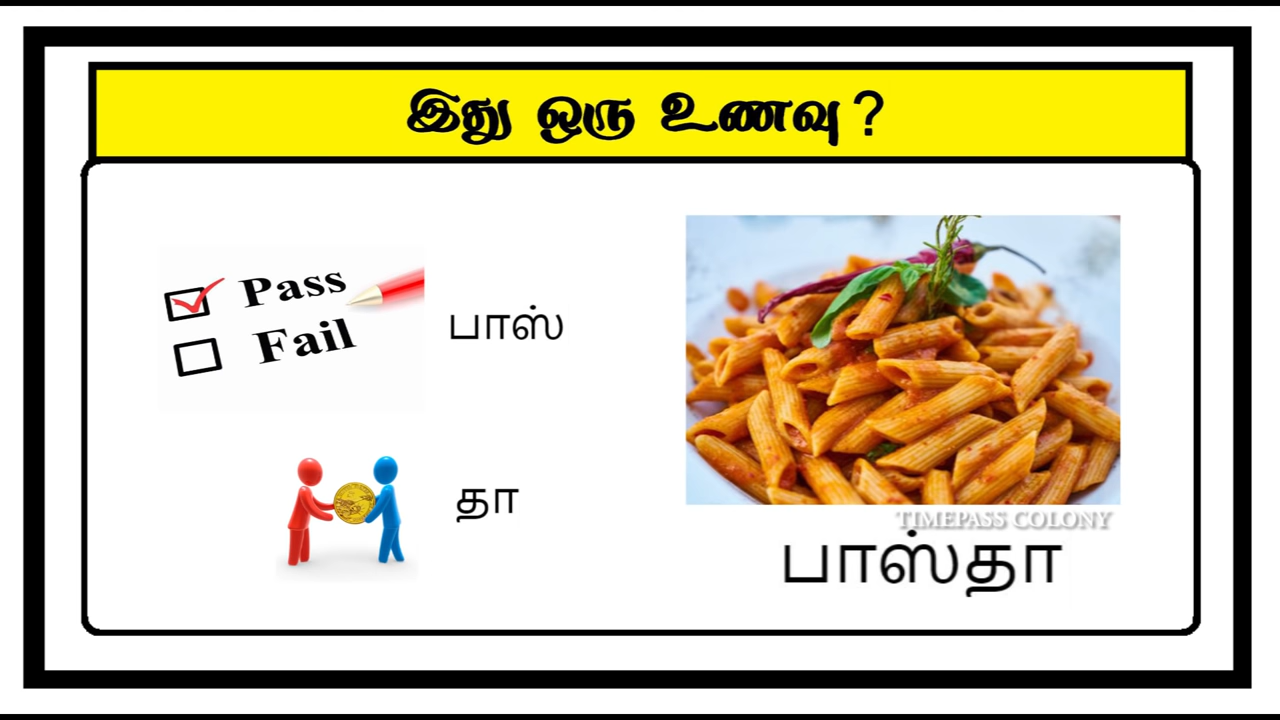 இது ஒரு உணவு ?
Pass
Fail
பாஸ்
தா
TIMEPASS COLONY
பாஸ்தா